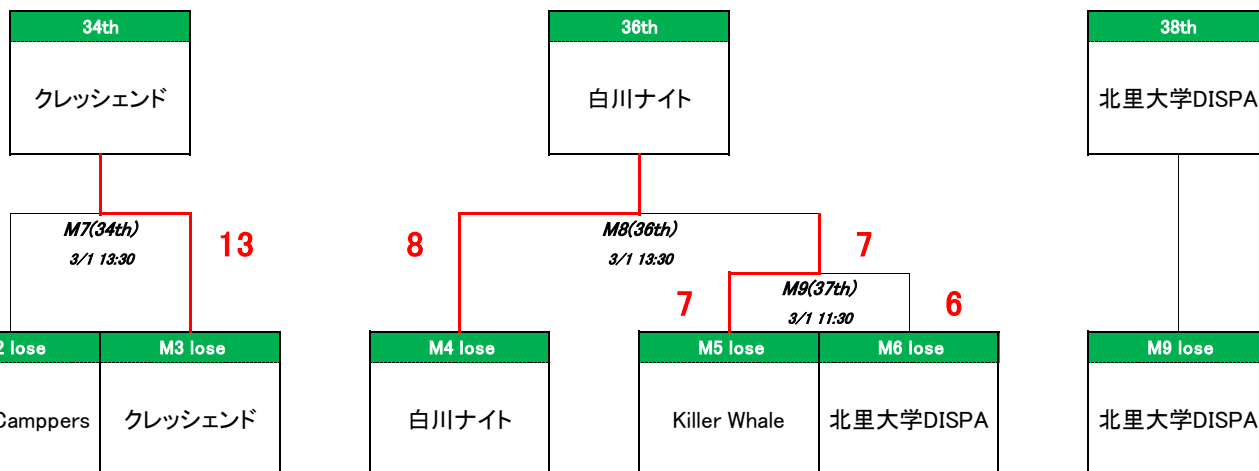 34th
36th
38th
クレッシェンド
白川ナイト
北里大学DISPA
M7(34th)
3/1 13:30
13
8
M8(36th)
3/1 13:30
7
7
M9(37th)
3/1 11:30
6
2 lose
M3 lose
M4 lose
M5 lose
M6 lose
M9 lose
Camppers
クレッシェンド
白川ナイト
Killer Whale
北里大学DISPA
北里大学DISPA